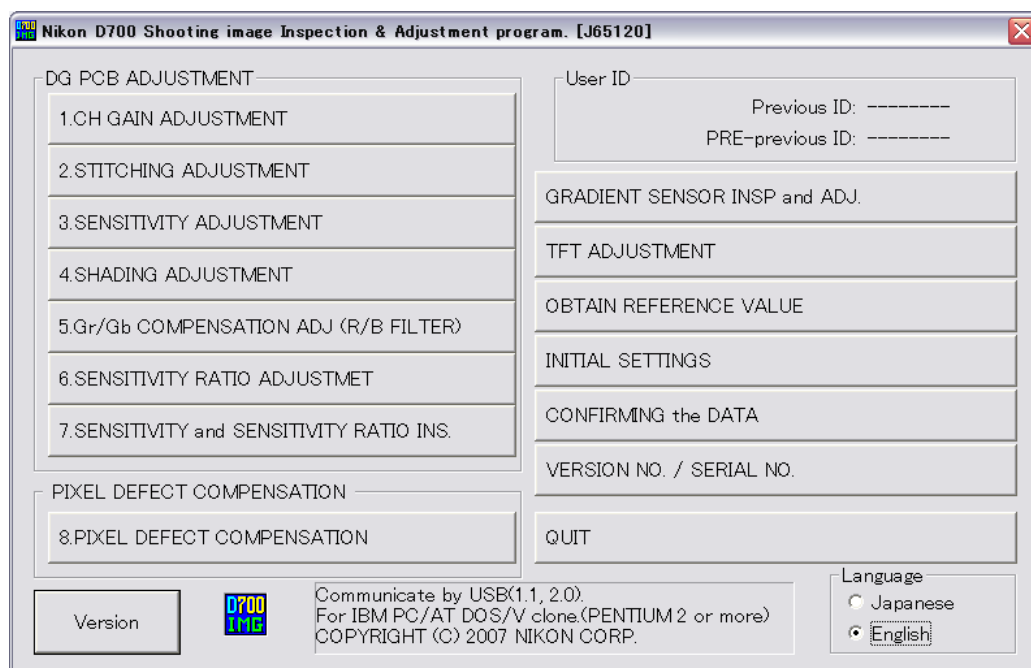 D700
IMG
Nikon D700 Shooting image Inspection & Adjustment program. [J65120]
DG PCB ADJUSTMENT
1.CH GAIN ADJUSTMENT
2.STITCHING ADJUSTMENT
3.SENSITIVITY ADJUSTMENT
4.SHADING ADJUSTMENT
5.Gr/Gb COMPENSATION ADJ (R/B FILTER)
6.SENSITIVITY RATIO ADJUSTMET
7.SENSITIVITY and SENSITIVITY RATIO INS.
PIXEL DEFECT COMPENSATION
8.PIXEL DEFECT COMPENSATION
User ID
Previous ID: --------
PRE-previous ID: --------
GRADIENT SENSOR INSP and ADJ.
TFT ADJUSTMENT
OBTAIN REFERENCE VALUE
INITIAL SETTINGS
CONFIRMING the DATA
VERSION NO. / SERIAL NO.
QUIT
Version
D700
IMG
Communicate by USB(1.1, 2.0).
For IBM PC/AT DOS/V clone.(PENTIUM 2 or more)
COPYRIGHT (C) 2007 NIKON CORP.
Language
Japanese
English